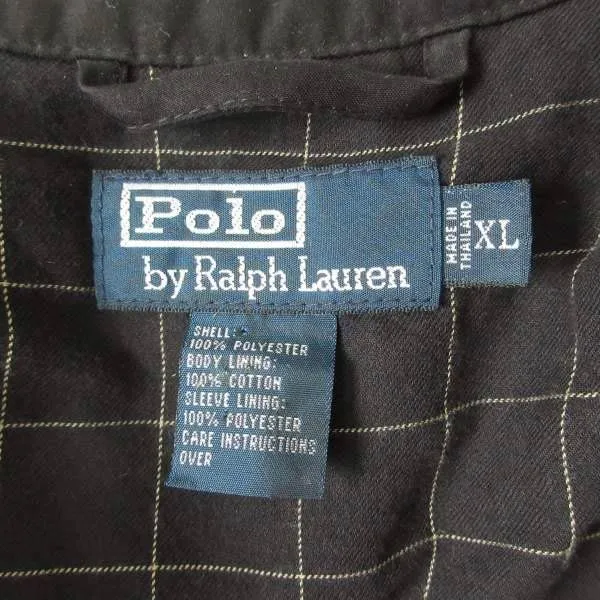 Polo
by Ralph Lauren
MADE IN
THAILAND
XL
SHELL:
100% POLYESTER
BODY LINING:
100% COTTON
SLEEVE LINING:
100% POLYESTER
CARE INSTRUCTIONS
OVER